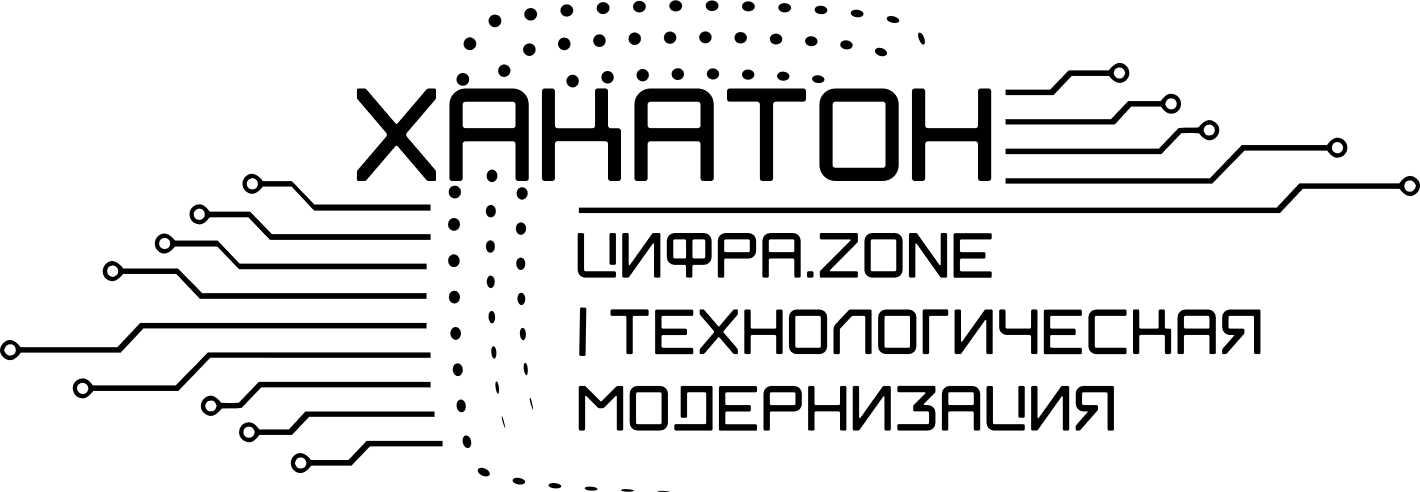 ХАКАТОН
ЦИФРА.ZONE
I ТЕХНОЛОГИЧЕСКАЯ
МОДЕРНИЗАЦИЯ